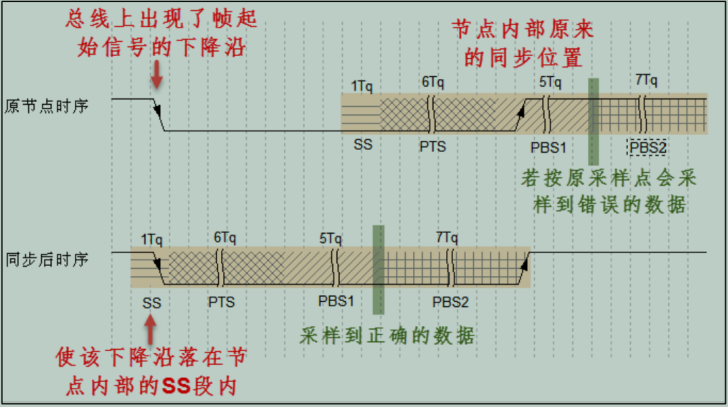 总线上出现了帧起
始信号的下降沿
节点内部原来
的同步位置
1Tq 6Tq 5Tq 7Tq
原节点时序
SS PTS PBS1 PBS2
若按原采样点会采
样到错误的数据
1Tq 6Tq 5Tq 7Tq
同步后时序
SS PTS PBS1 PBS2
采样到正确的数据
使该下降沿落在节
点内部的SS段内